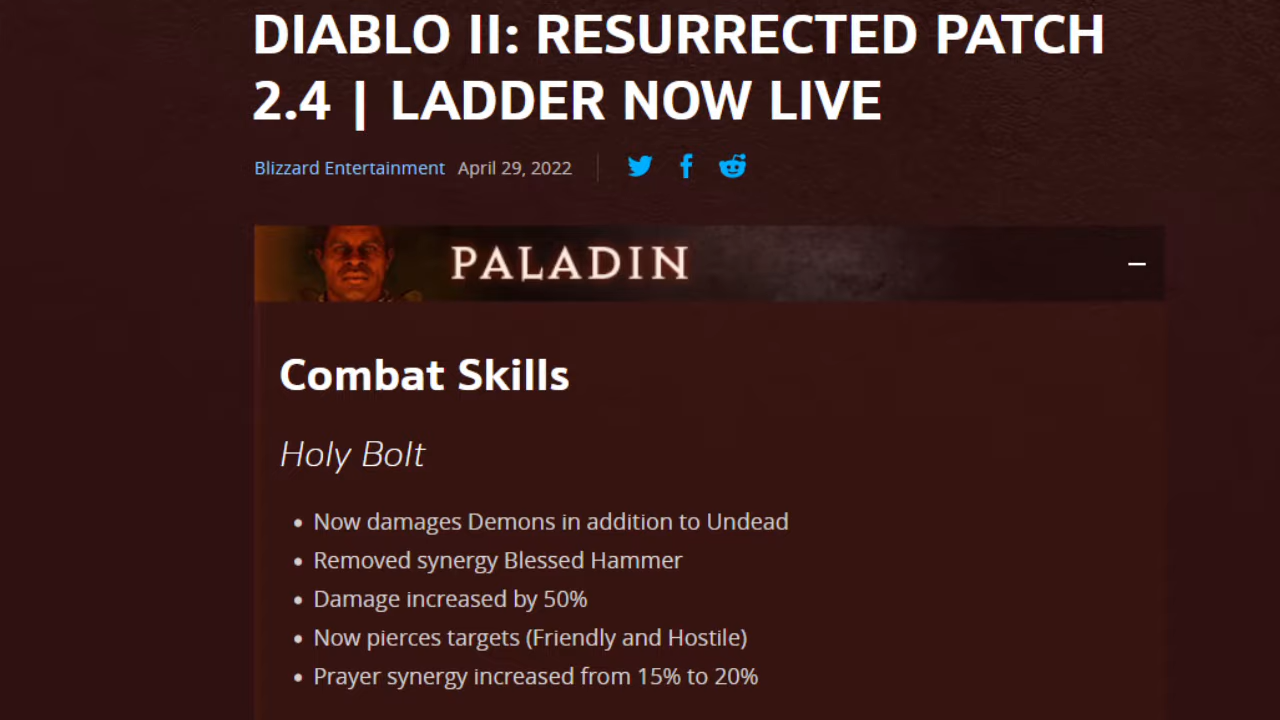 DIABLO II: RESURRECTED PATCH
2.4 | LADDER NOW LIVE
Blizzard Entertainment April 29, 2022
PALADIN
Combat Skills
Holy Bolt
• Now damages Demons in addition to Undead
• Removed synergy Blessed Hammer
• Damage increased by 50%
• Now pierces targets (Friendly and Hostile)
• Prayer synergy increased from 15% to 20%